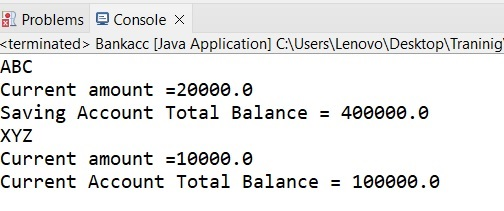 Problems Console
<terminated> Bankacc [Java Application] C:\Users\Lenovo\Desktop\Traninig\
ABC
Current amount =20000.0
Saving Account Total Balance = 400000.0
XYZ
Current amount =10000.0
Current Account Total Balance = 100000.0